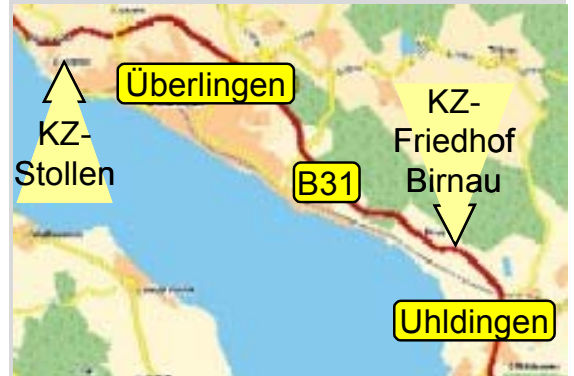 Überlingen
KZ-
Stollen
KZ-
Friedhof
Birnau
B31
Uhldingen